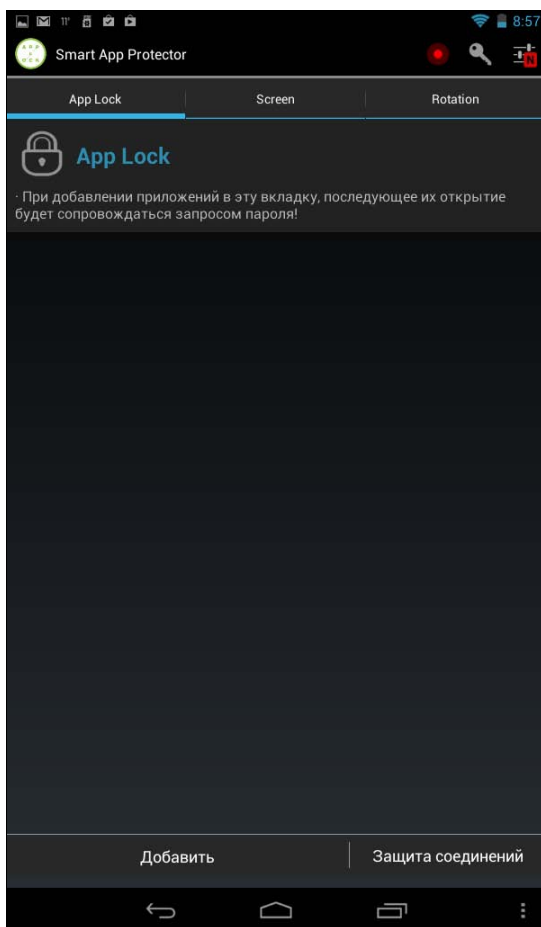 11°
8:57
Smart App Protector
N
App Lock
Screen
Rotation
App Lock
· При добавлении приложений в эту вкладку, последующее их открытие
будет сопровождаться запросом пароля!
Добавить
Защита соединений